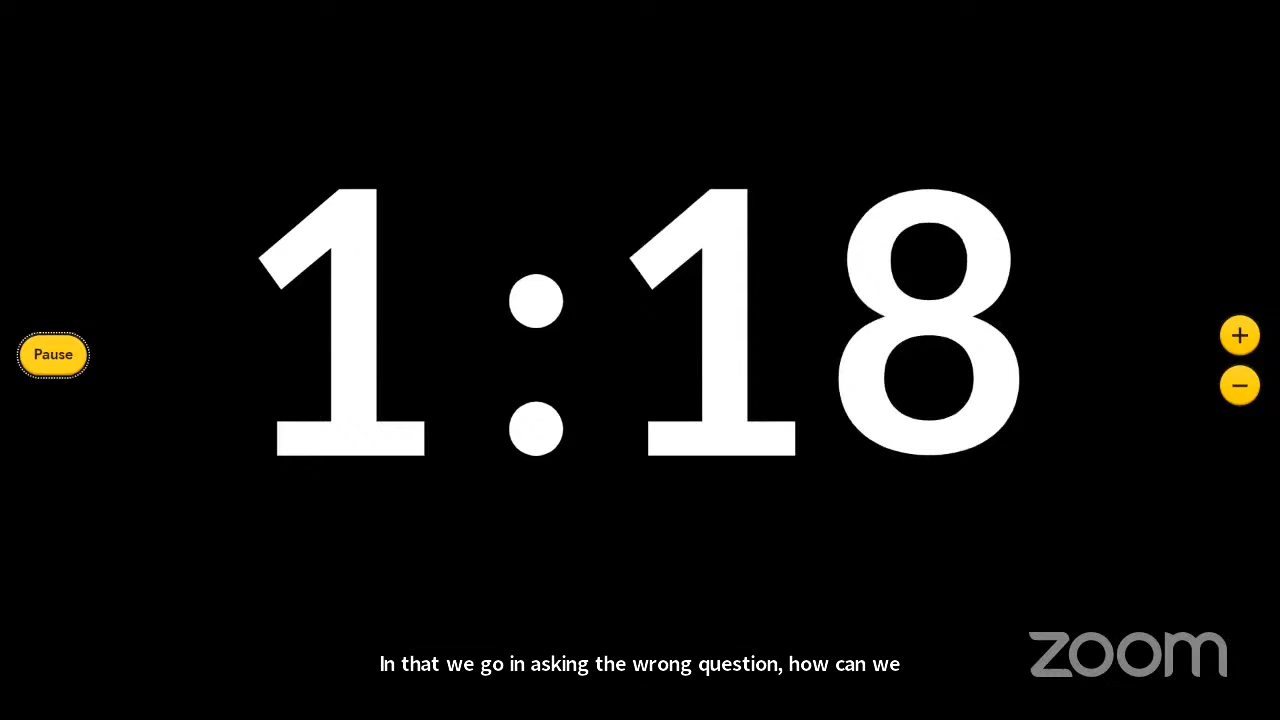 1:18
Pause
+
−
In that we go in asking the wrong question, how can we
zoom